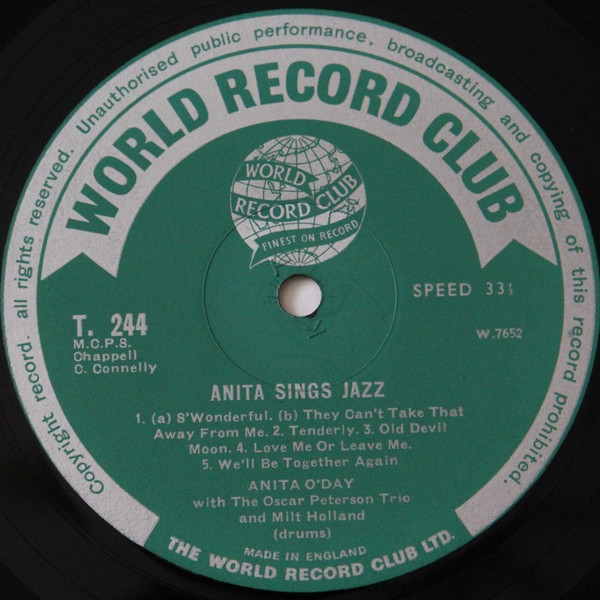 Copyright record. all rights reserved. Unauthorised public performance, broadcasting and copying of this record prohibited.
WORLD RECORD CLUB
WORLD
RECORD CLUB
FINEST ON RECORD
SPEED 33⅓
T. 244
M.C.P.S.
Chappell
C. Connelly
W.7652
ANITA SINGS JAZZ
1. (a) S'Wonderful. (b) They Can't Take That
Away From Me. 2. Tenderly. 3. Old Devil
Moon. 4. Love Me Or Leave Me.
5. We'll Be Together Again
ANITA O'DAY
with The Oscar Peterson Trio
and Milt Holland
(drums)
MADE IN ENGLAND
THE WORLD RECORD CLUB LTD.